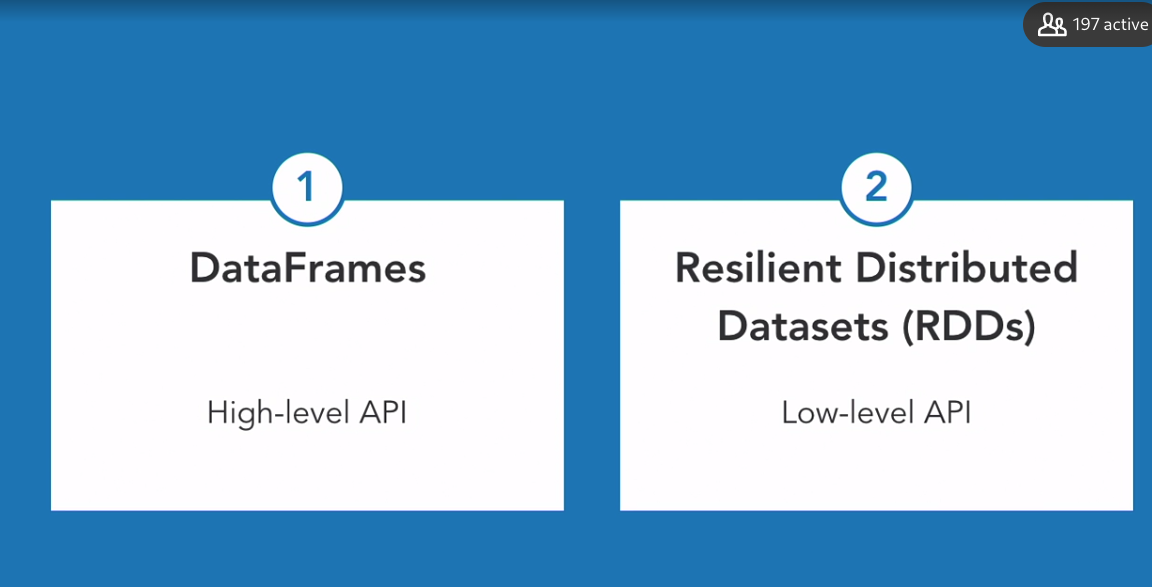 197 active
1
DataFrames
High-level API
2
Resilient Distributed
Datasets (RDDs)
Low-level API